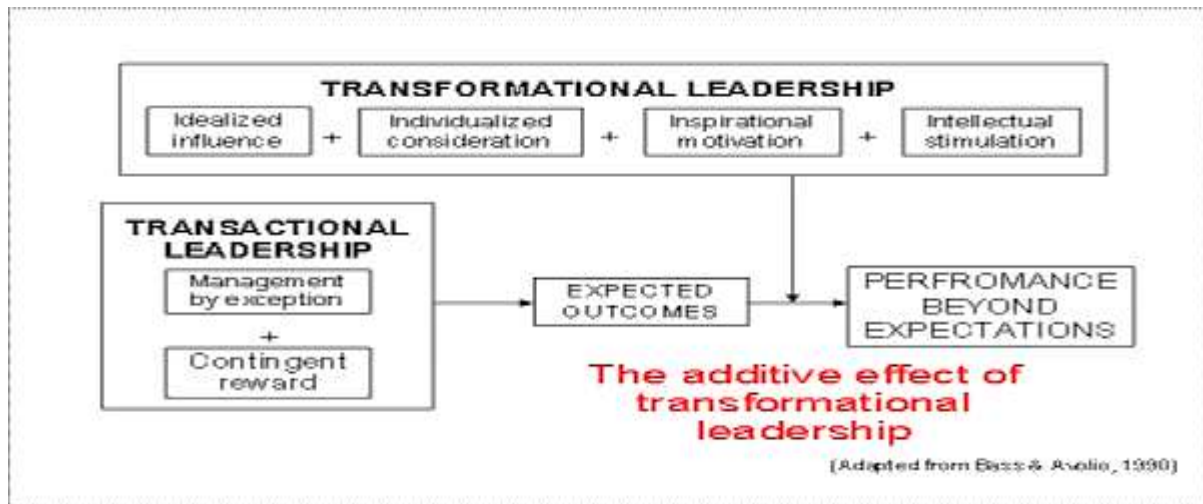 TRANSFORMATIONAL LEADERSHIP
Idealized
influence
+
Individualized
consideration
+
Inspirational
motivation
+
Intellectual
stimulation
TRANSACTIONAL
LEADERSHIP
Management
by exception
+
Contingent
reward
EXPECTED
OUTCOMES
PERFROMANCE
BEYOND
EXPECTATIONS
The additive effect of
transformational
leadership
(Adapted from Bass & Avolio, 1990)